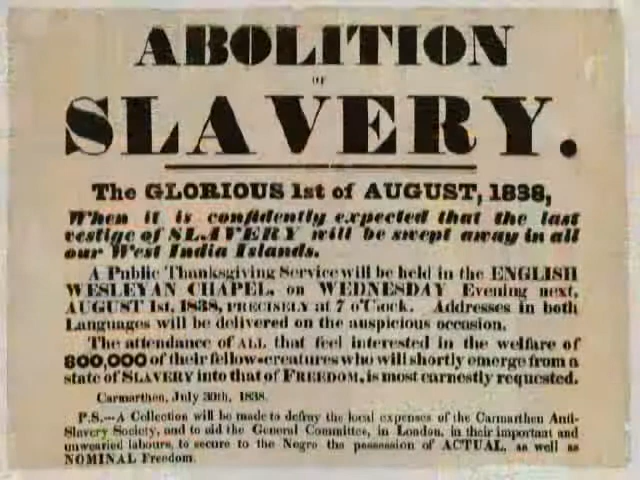 ABOLITION
OF
SLAVERY.
The GLORIOUS 1st of AUGUST, 1838,
When it is confidently expected that the last
vestige of SLAVERY will be swept away in all
our West India Islands.
A Public Thanksgiving Service will be held in the ENGLISH
WESLEYAN CHAPEL, on WEDNESDAY Evening next,
AUGUST 1st, 1838, PRECISELY at 7 o'Clock. Addresses in both
Languages will be delivered on the auspicious occasion.
The attendance of ALL that feel interested in the welfare of
800,000 of their fellow-creatures who will shortly emerge from a
state of SLAVERY into that of FREEDOM, is most earnestly requested.
Carmarthen, July 30th, 1838.
P.S.—A Collection will be made to defray the local expenses of the Carmarthen Anti-
Slavery Society, and to aid the General Committee, in London, in their important and
unwearied labours, to secure to the Negro the possession of ACTUAL, as well as
NOMINAL Freedom.